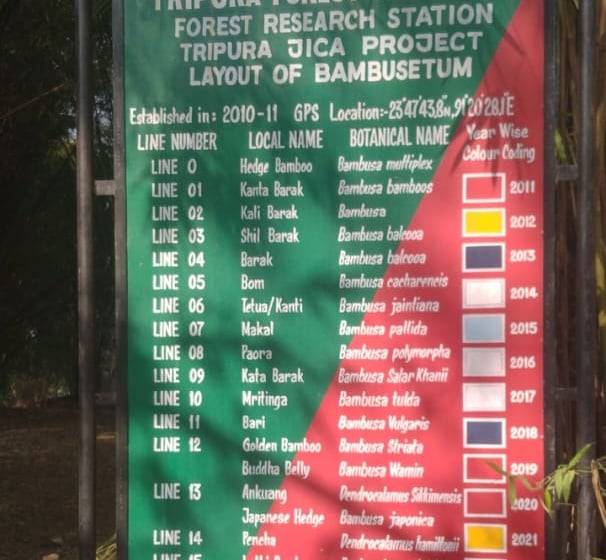 TRIPURA FOREST
FOREST RESEARCH STATION
TRIPURA JICA PROJECT
LAYOUT OF BAMBUSETUM
Established in: 2010-11 GPS Location:-23°47'43.8"N, 91°20'28.1"E
LINE NUMBER LOCAL NAME BOTANICAL NAME Year Wise Colour Coding
LINE 0 Hedge Bamboo Bambusa multiplex
LINE 01 Kanta Barak Bambusa bamboos 2011
LINE 02 Kali Barak Bambusa 2012
LINE 03 Shil Barak Bambusa balcooa
LINE 04 Barak Bambusa balcooa 2013
LINE 05 Bom Bambusa cacharencis 2014
LINE 06 Tetua/Kanti Bambusa jaintiana
LINE 07 Makal Bambusa pallida 2015
LINE 08 Paora Bambusa polymorpha 2016
LINE 09 Kata Barak Bambusa Salar Khanii
LINE 10 Mritinga Bambusa tulda 2017
LINE 11 Bari Bambusa Vulgaris 2018
LINE 12 Golden Bamboo Bambusa Striata
Buddha Belly Bambusa Wamin 2019
LINE 13 Ankuang Dendrocalamus Sikkimensis 2020
Japanese Hedge Bambusa japonica
LINE 14 Pencha Dendrocalamus hamiltonii 2021